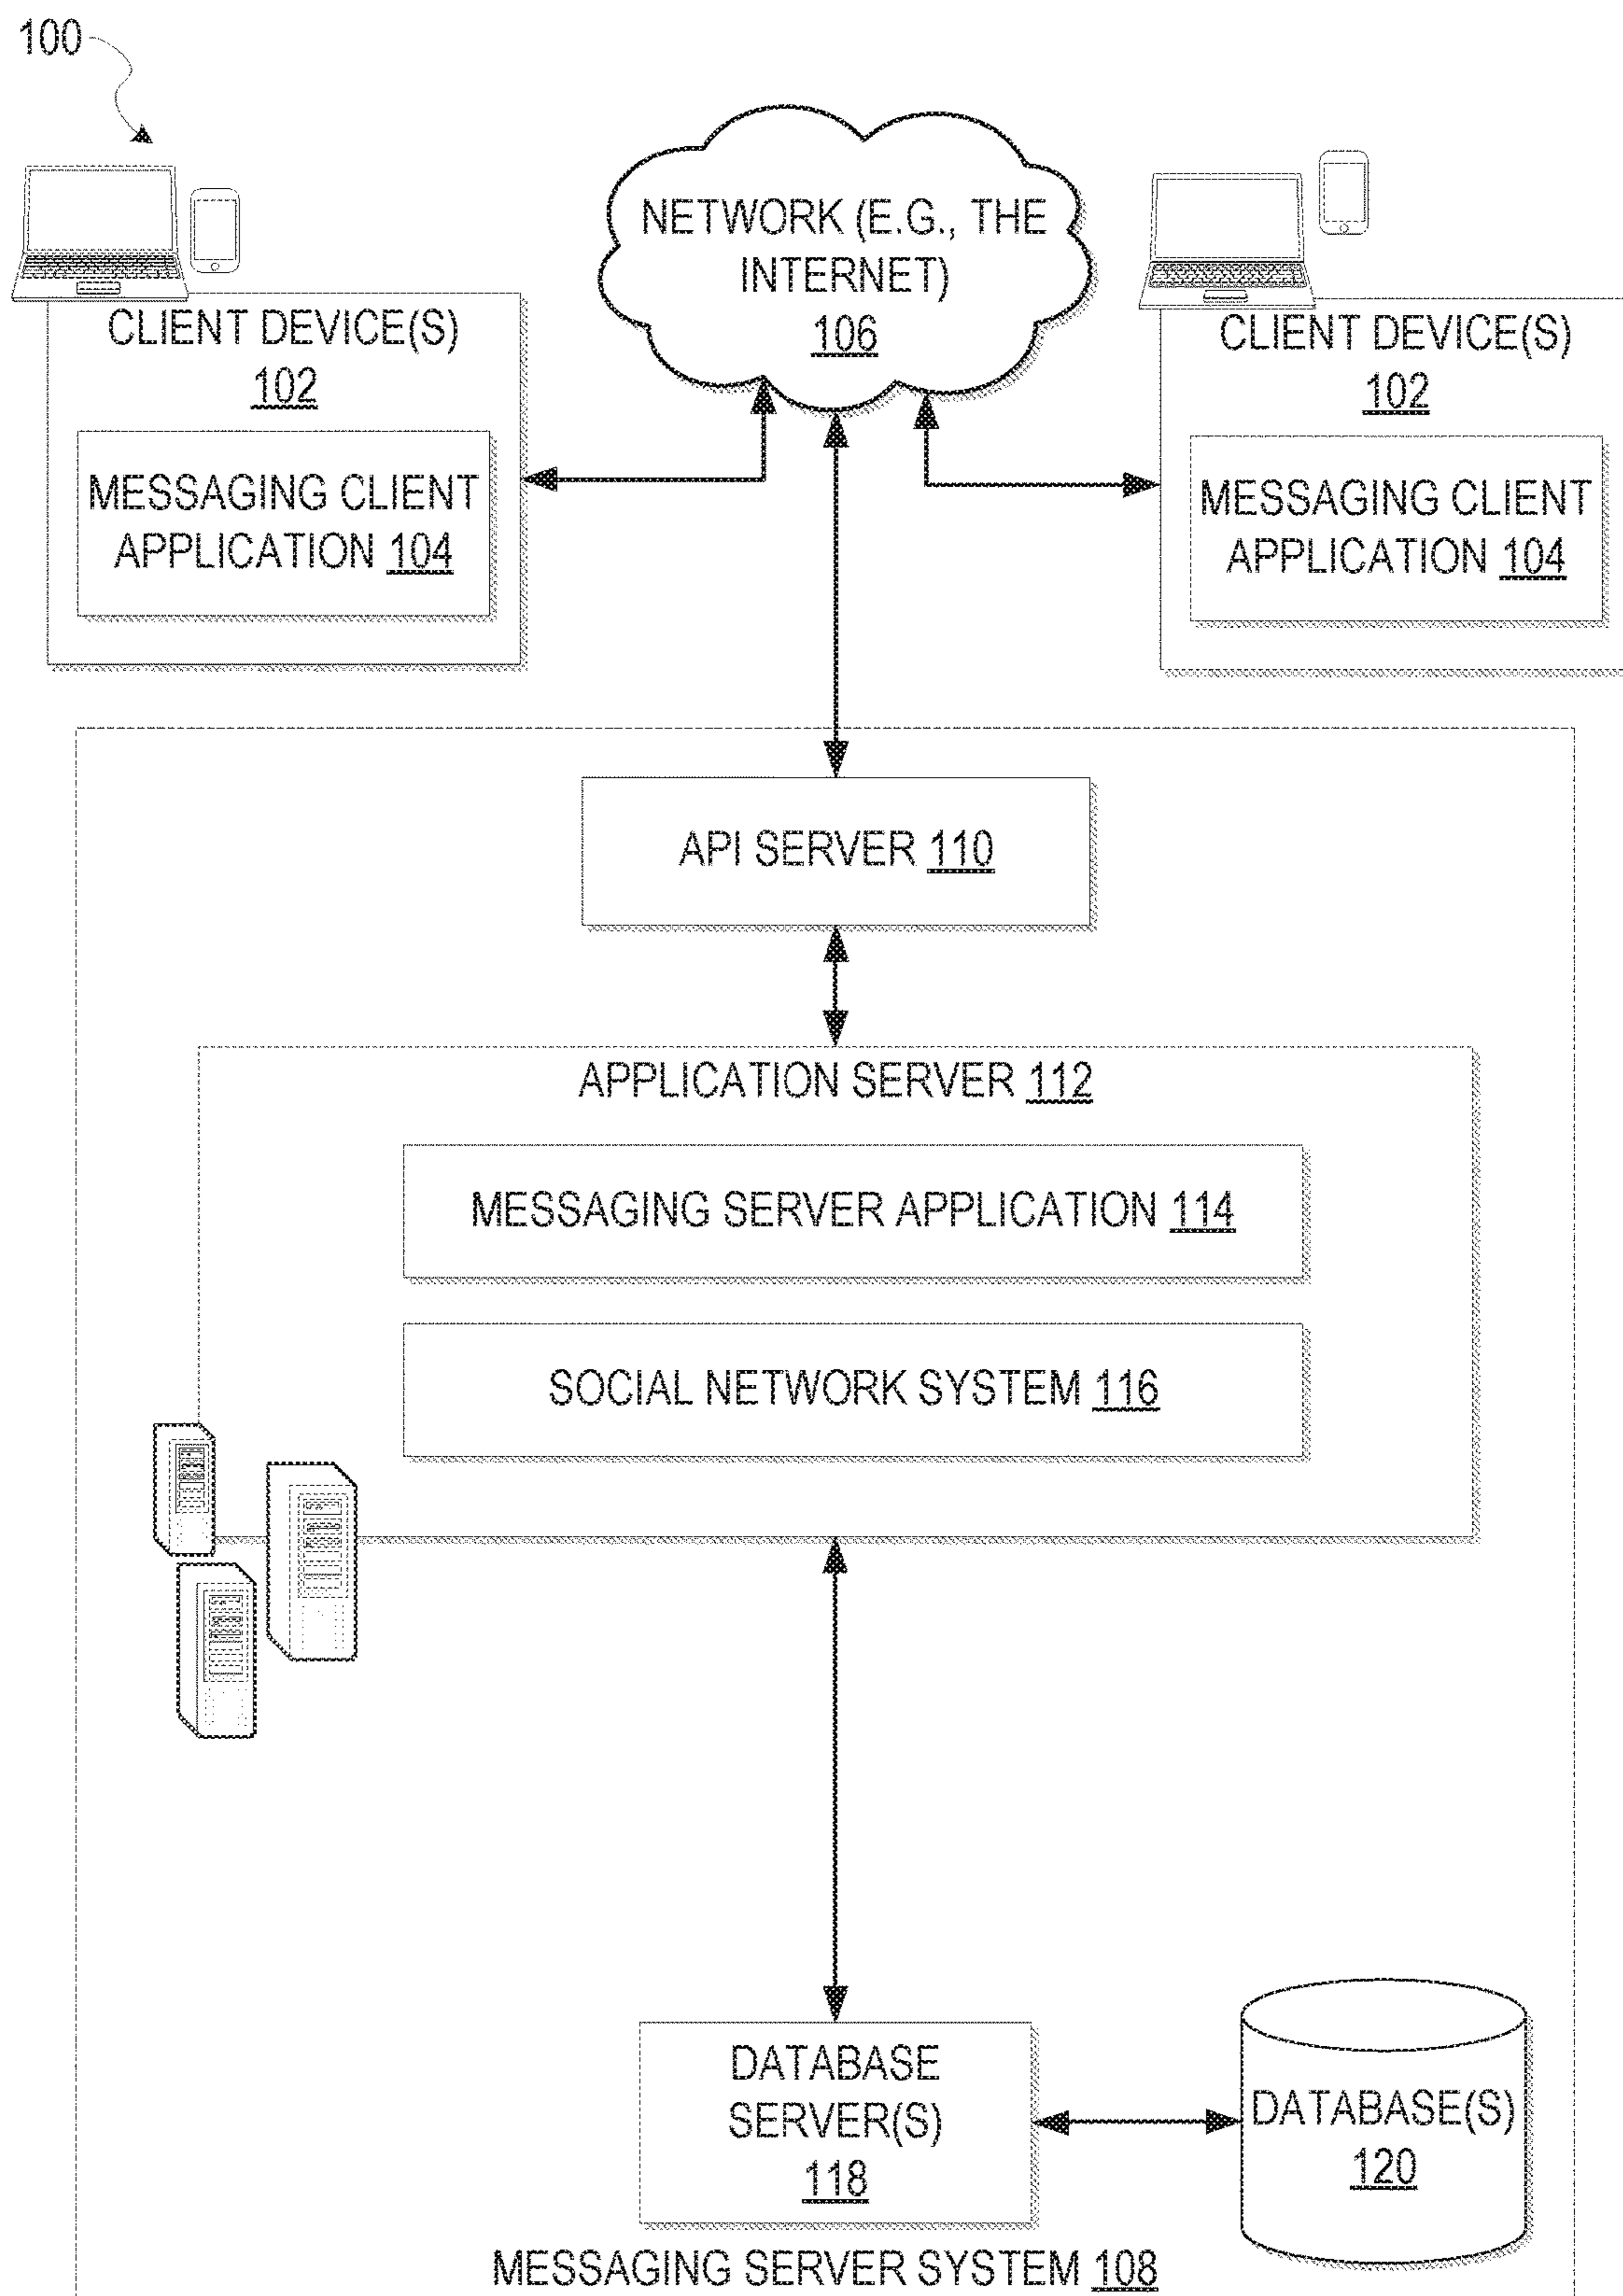 100
NETWORK (E.G., THE
INTERNET)
106
CLIENT DEVICE(S)
102
MESSAGING CLIENT
APPLICATION 104
CLIENT DEVICE(S)
102
MESSAGING CLIENT
APPLICATION 104
API SERVER 110
APPLICATION SERVER 112
MESSAGING SERVER APPLICATION 114
SOCIAL NETWORK SYSTEM 116
DATABASE
SERVER(S)
118
DATABASE(S)
120
MESSAGING SERVER SYSTEM 108